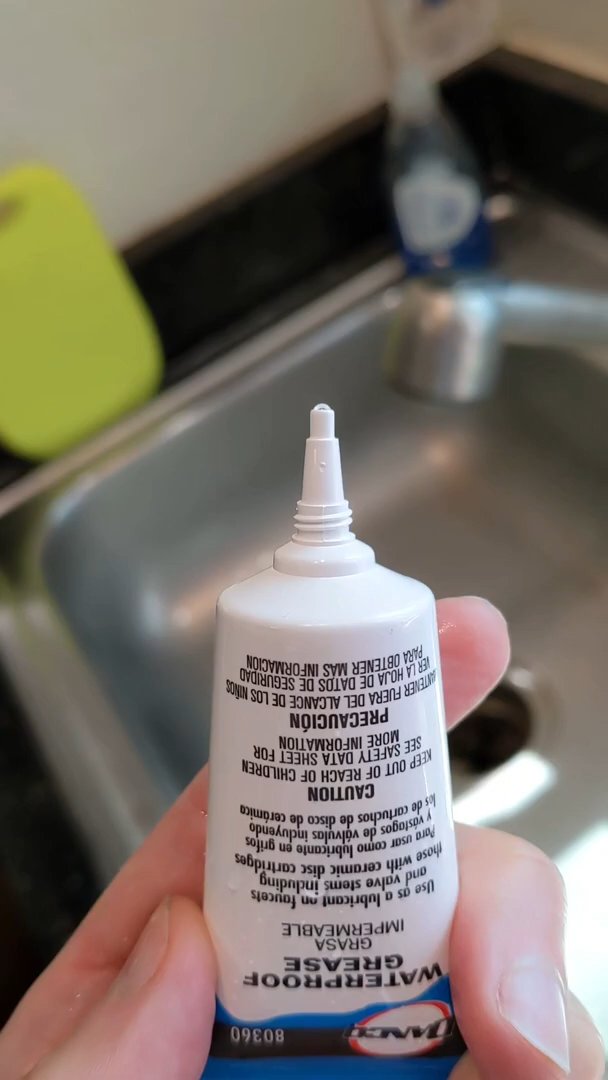 DANCO 80360
WATERPROOF
GREASE
GRASA
IMPERMEABLE
Use as a lubricant on faucets
and valve stems including
those with ceramic disc cartridges
Para usar como lubricante en grifos
y vástagos de válvulas incluyendo
los de cartuchos de disco de cerámica
CAUTION
KEEP OUT OF REACH OF CHILDREN
SEE SAFETY DATA SHEET FOR
MORE INFORMATION
PRECAUCIÓN
MANTENER FUERA DEL ALCANCE DE LOS NIÑOS
VER LA HOJA DE DATOS DE SEGURIDAD
PARA OBTENER MAS INFORMACION